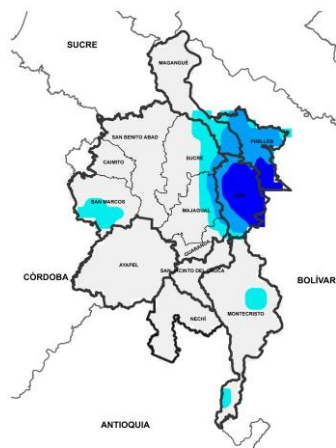 SUCRE
MAGANGUÉ
SAN BENITO ABAD
PINILLOS
CAIMITO
SUCRE
SAN MARCOS
MAJAGUAL
GUARANDA
CÓRDOBA
AYAPEL
SAN JACINTO DEL CAUCA
BOLÍVAR
NECHÍ
MONTECRISTO
ANTIOQUIA